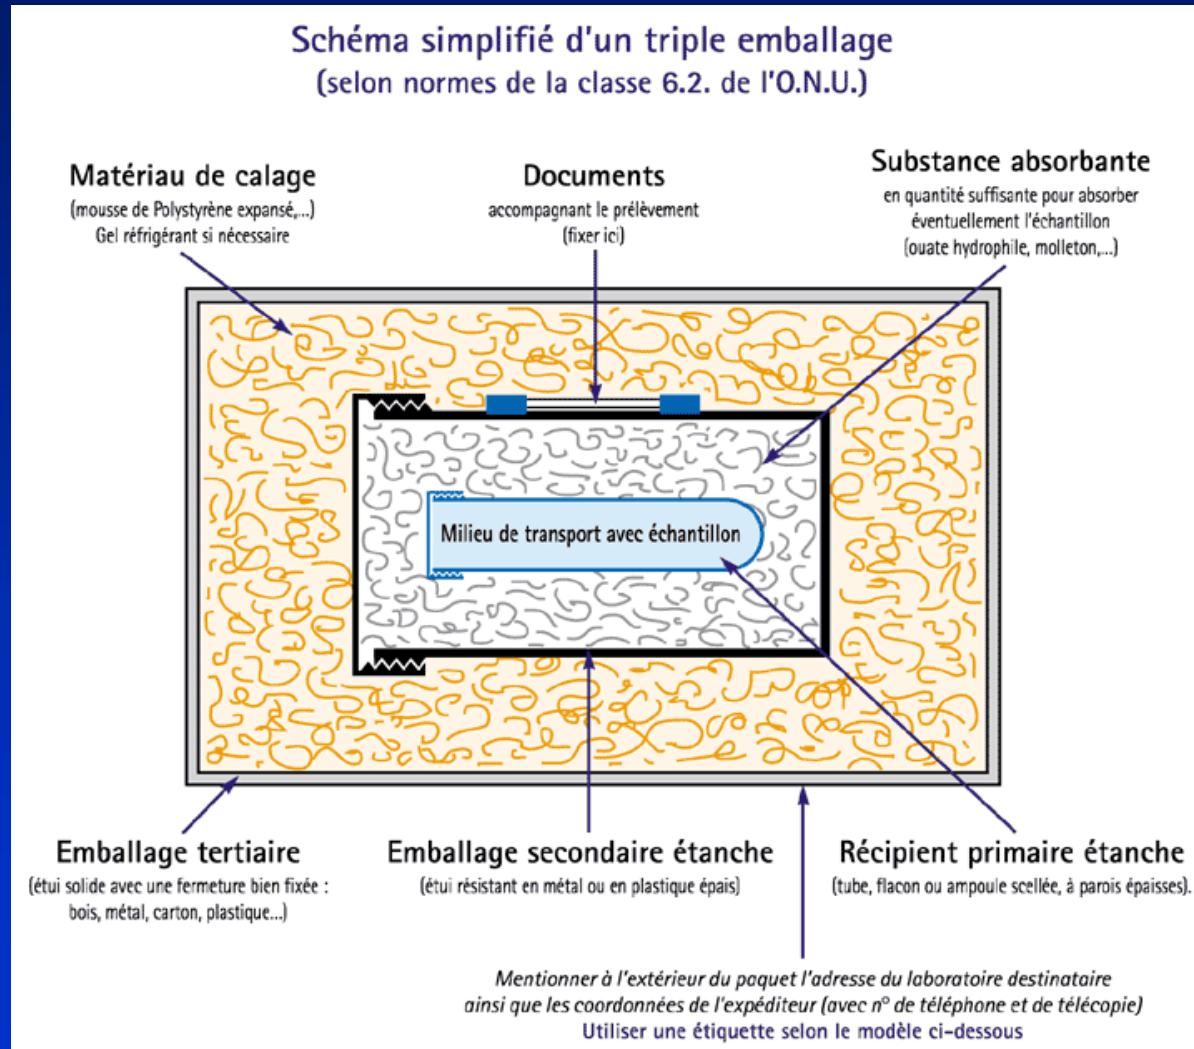 Schéma simplifié d'un triple emballage
(selon normes de la classe 6.2. de l'O.N.U.)
Matériau de calage
(mousse de Polystyrène expansé,...)
Gel réfrigérant si nécessaire
Documents
accompagnant le prélèvement
(fixer ici)
Substance absorbante
en quantité suffisante pour absorber
éventuellement l'échantillon
(ouate hydrophile, molleton,...)
Milieu de transport avec échantillon
Emballage tertiaire
(étui solide avec une fermeture bien fixée :
bois, métal, carton, plastique...)
Emballage secondaire étanche
(étui résistant en métal ou en plastique épais)
Récipient primaire étanche
(tube, flacon ou ampoule scellée, à parois épaisses).
Mentionner à l'extérieur du paquet l'adresse du laboratoire destinataire
ainsi que les coordonnées de l'expéditeur (avec n° de téléphone et de télécopie)
Utiliser une étiquette selon le modèle ci-dessous